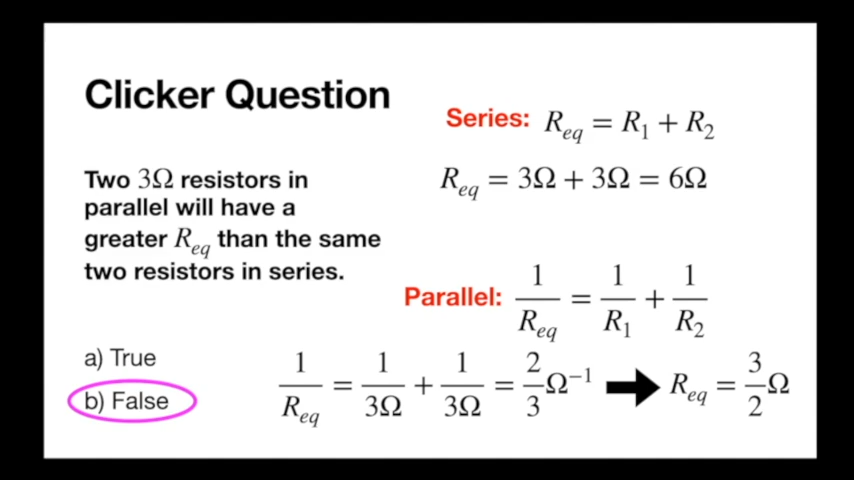 Clicker Question
Two 3Ω resistors in
parallel will have a
greater R_eq than the same
two resistors in series.
a) True
b) False
Series: R_eq = R_1 + R_2
R_eq = 3Ω + 3Ω = 6Ω
Parallel: 1/R_eq = 1/R_1 + 1/R_2
1/R_eq = 1/3Ω + 1/3Ω = 2/3 Ω^−1 ➡ R_eq = 3/2 Ω